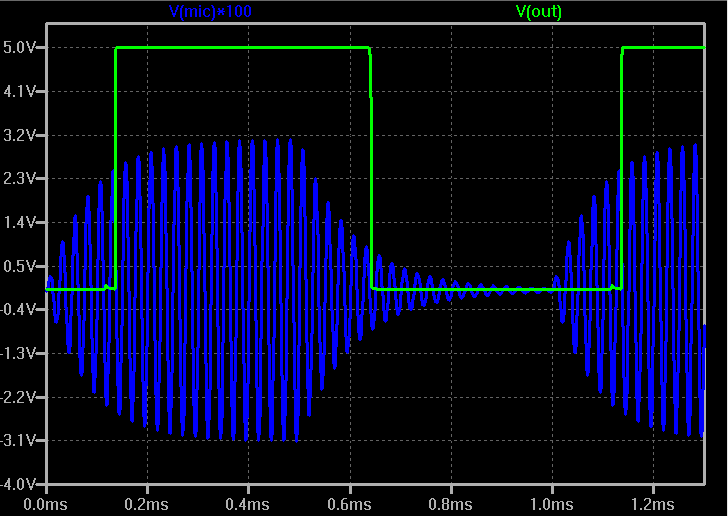 V(mic)*100 V(out)
5.0V
4.1V
3.2V
2.3V
1.4V
0.5V
-0.4V
-1.3V
-2.2V
-3.1V
-4.0V
0.0ms 0.2ms 0.4ms 0.6ms 0.8ms 1.0ms 1.2ms